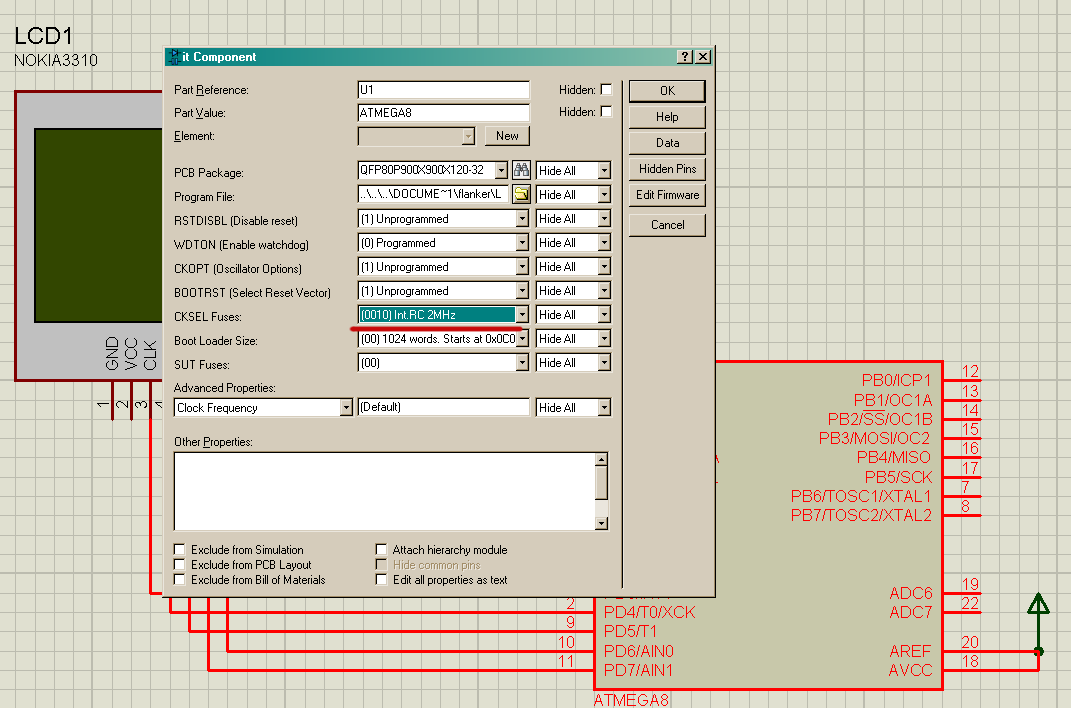 LCD1
NOKIA3310
GND
VCC
CLK
1
2
3
4
it Component
Part Reference: U1 Hidden:
Part Value: ATMEGA8 Hidden:
Element: New
PCB Package: QFP80P900X900X120-32 Hide All
Program File: ..\..\..\DOCUME~1\flanker\L Hide All
RSTDISBL (Disable reset) (1) Unprogrammed Hide All
WDTON (Enable watchdog) (0) Programmed Hide All
CKOPT (Oscillator Options) (1) Unprogrammed Hide All
BOOTRST (Select Reset Vector) (1) Unprogrammed Hide All
CKSEL Fuses: (0010) Int.RC 2MHz Hide All
Boot Loader Size: (00) 1024 words. Starts at 0x0C0 Hide All
SUT Fuses: (00) Hide All
Advanced Properties:
Clock Frequency (Default) Hide All
Other Properties:
Exclude from Simulation Attach hierarchy module
Exclude from PCB Layout Hide common pins
Exclude from Bill of Materials Edit all properties as text
OK
Help
Data
Hidden Pins
Edit Firmware
Cancel
PB0/ICP1 12
PB1/OC1A 13
PB2/SS/OC1B 14
PB3/MOSI/OC2 15
PB4/MISO 16
PB5/SCK 17
PB6/TOSC1/XTAL1 7
PB7/TOSC2/XTAL2 8
ADC6 19
2 PD4/T0/XCK ADC7 22
9 PD5/T1
10 PD6/AIN0 AREF 20
11 PD7/AIN1 AVCC 18
ATMEGA8